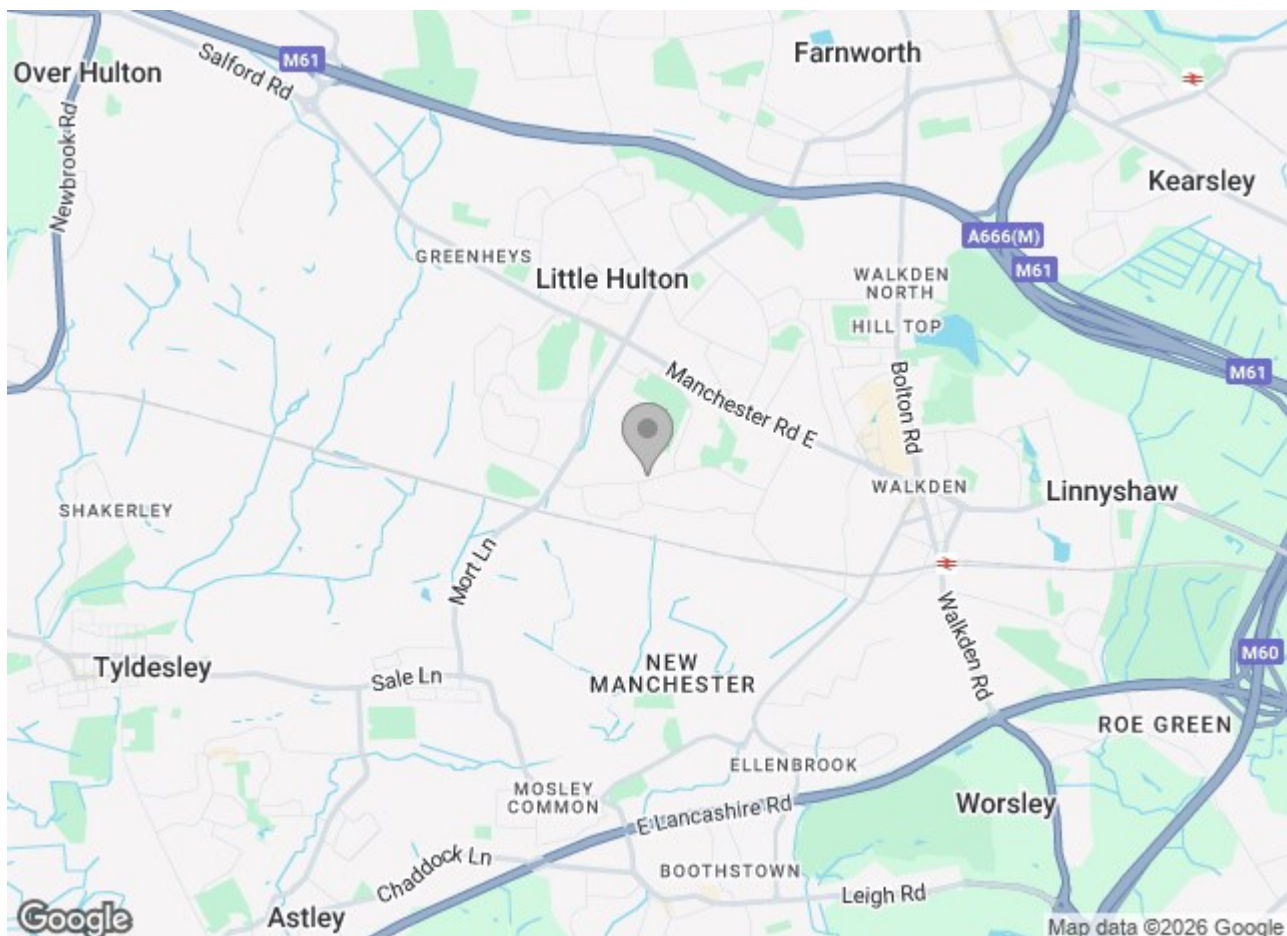 Over Hulton
Salford Rd
M61
Farnworth
Newbrook Rd
Kearsley
A666(M)
M61
GREENHEYS
Little Hulton
WALKDEN
NORTH
HILL TOP
Manchester Rd E
Bolton Rd
M61
SHAKERLEY
WALKDEN
Linnyshaw
Mort Ln
Walkden Rd
M60
Tyldesley
Sale Ln
NEW
MANCHESTER
ROE GREEN
ELLENBROOK
MOSLEY
COMMON
E Lancashire Rd
Worsley
Chaddock Ln
BOOTHSTOWN
Leigh Rd
Astley
Google
Map data ©2026 Google